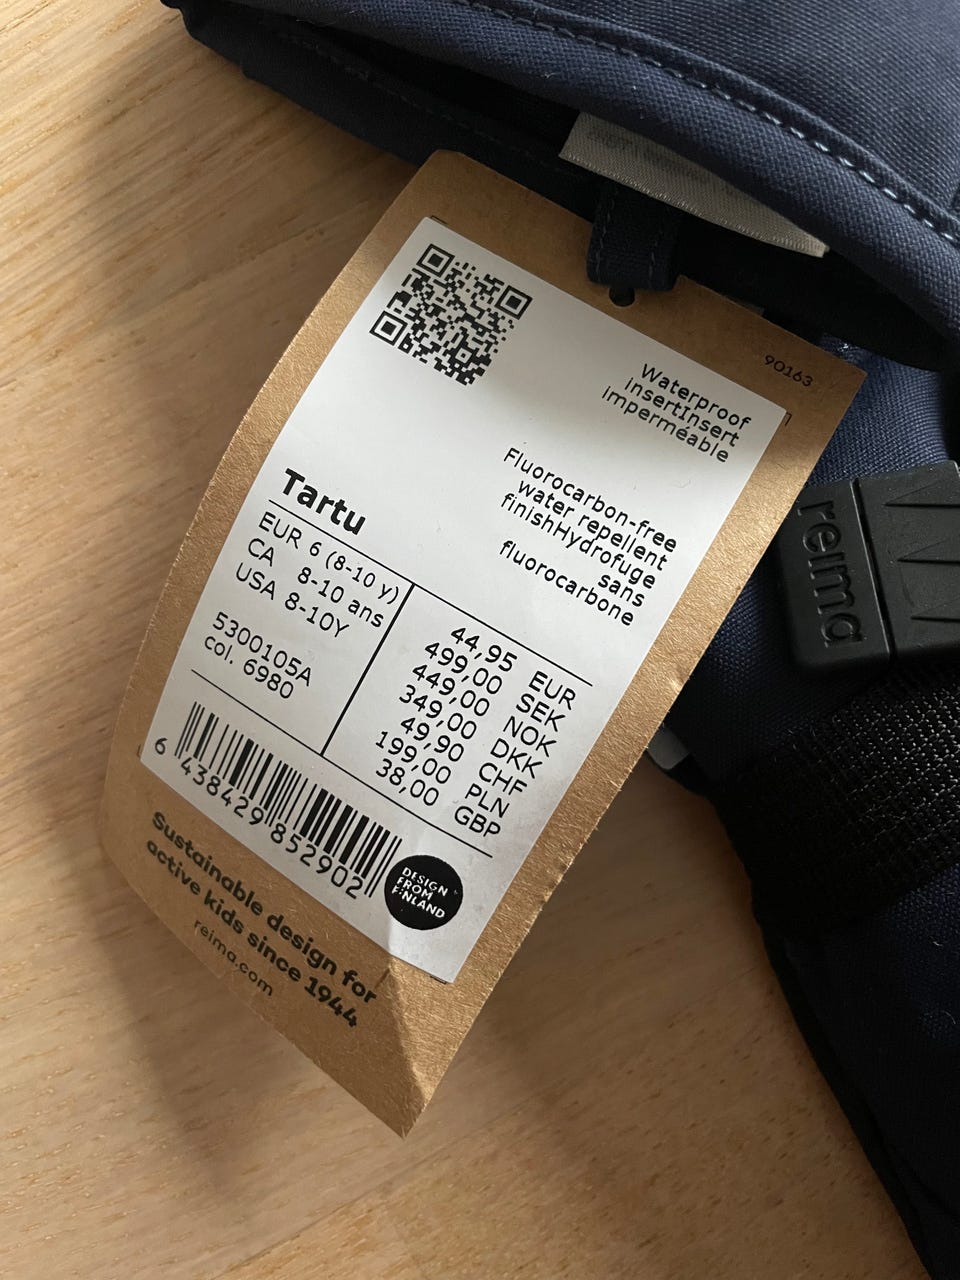 90163
Waterproof
insertInsert
imperméable
Fluorocarbon-free
water repellent
finishHydrofuge
sans
fluorocarbone
Tartu
EUR 6 (8-10 y)
CA 8-10 ans
USA 8-10Y
5300105A
col. 6980
44,95 EUR
499,00 SEK
449,00 NOK
349,00 DKK
49,90 CHF
199,00 PLN
38,00 GBP
6 438429 852902
DESIGN
FROM
FINLAND
Sustainable design for
active kids since 1944
reima.com
reima